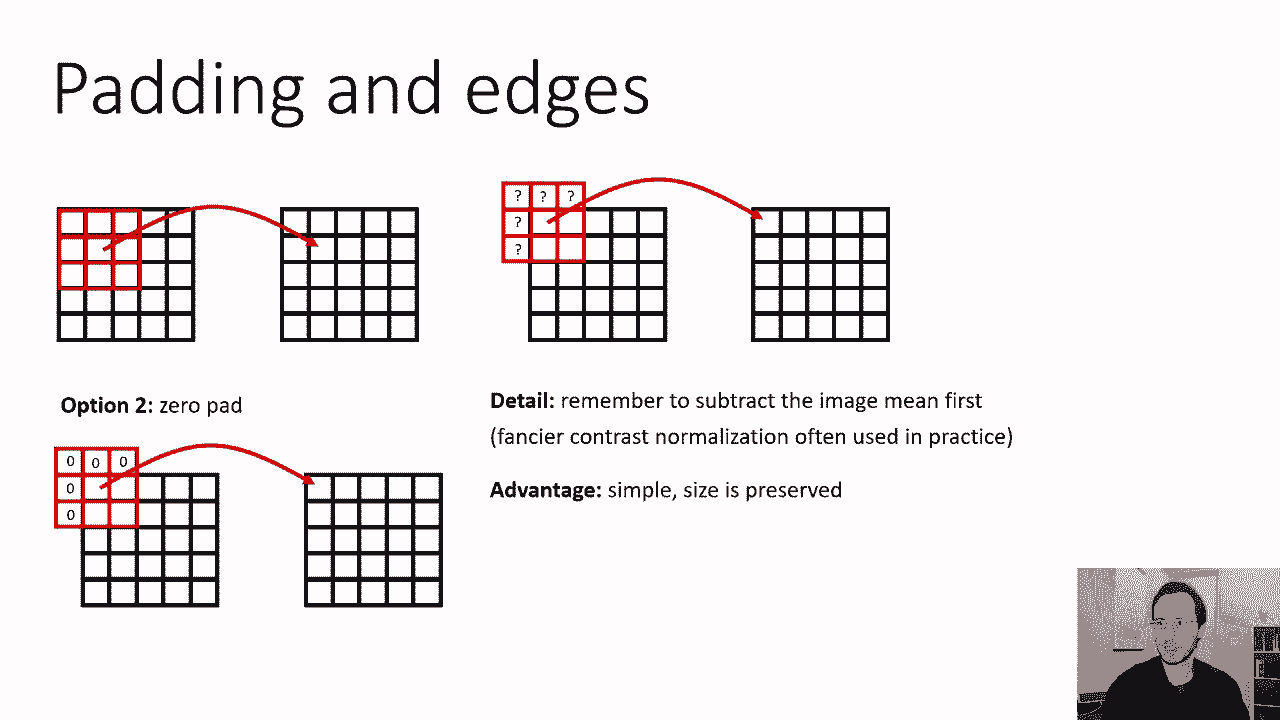 Padding and edges
? ? ?
?
?
Option 2: zero pad
0 0 0
0
0
Detail: remember to subtract the image mean first
(fancier contrast normalization often used in practice)
Advantage: simple, size is preserved